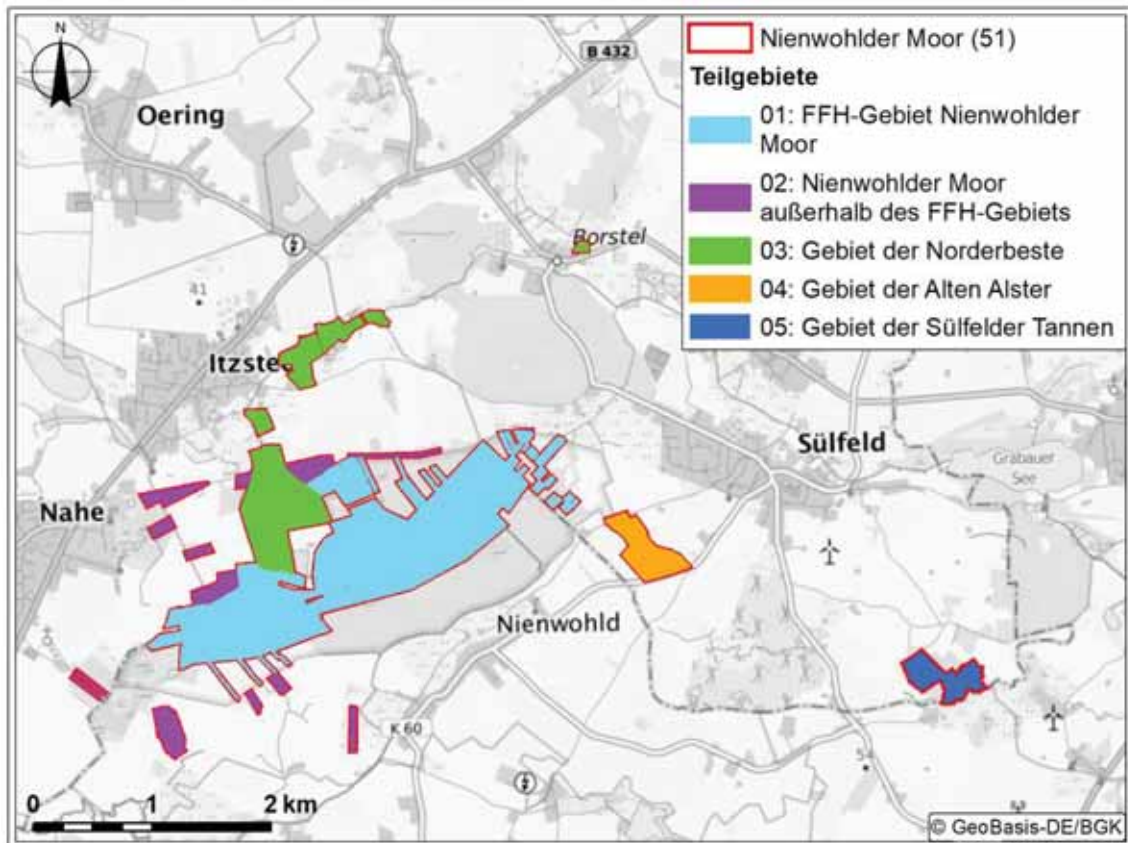 N
B 432
Oering
Borstel
41
Itzste
Sülfeld
Grabauer
See
Nahe
Nienwohld
K 60
0 1 2 km
Nienwohlder Moor (51)
Teilgebiete
01: FFH-Gebiet Nienwohlder
Moor
02: Nienwohlder Moor
außerhalb des FFH-Gebiets
03: Gebiet der Norderbeste
04: Gebiet der Alten Alster
05: Gebiet der Sülfelder Tannen
© GeoBasis-DE/BGK